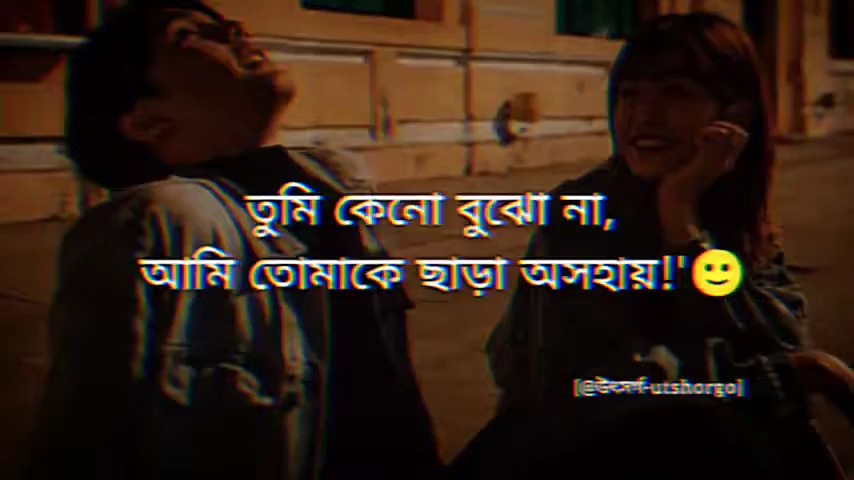 তুমি কেনো বুঝো না,
আমি তোমাকে ছাড়া অসহায়!'🙂
[@উৎসর্গ-utshorgo]